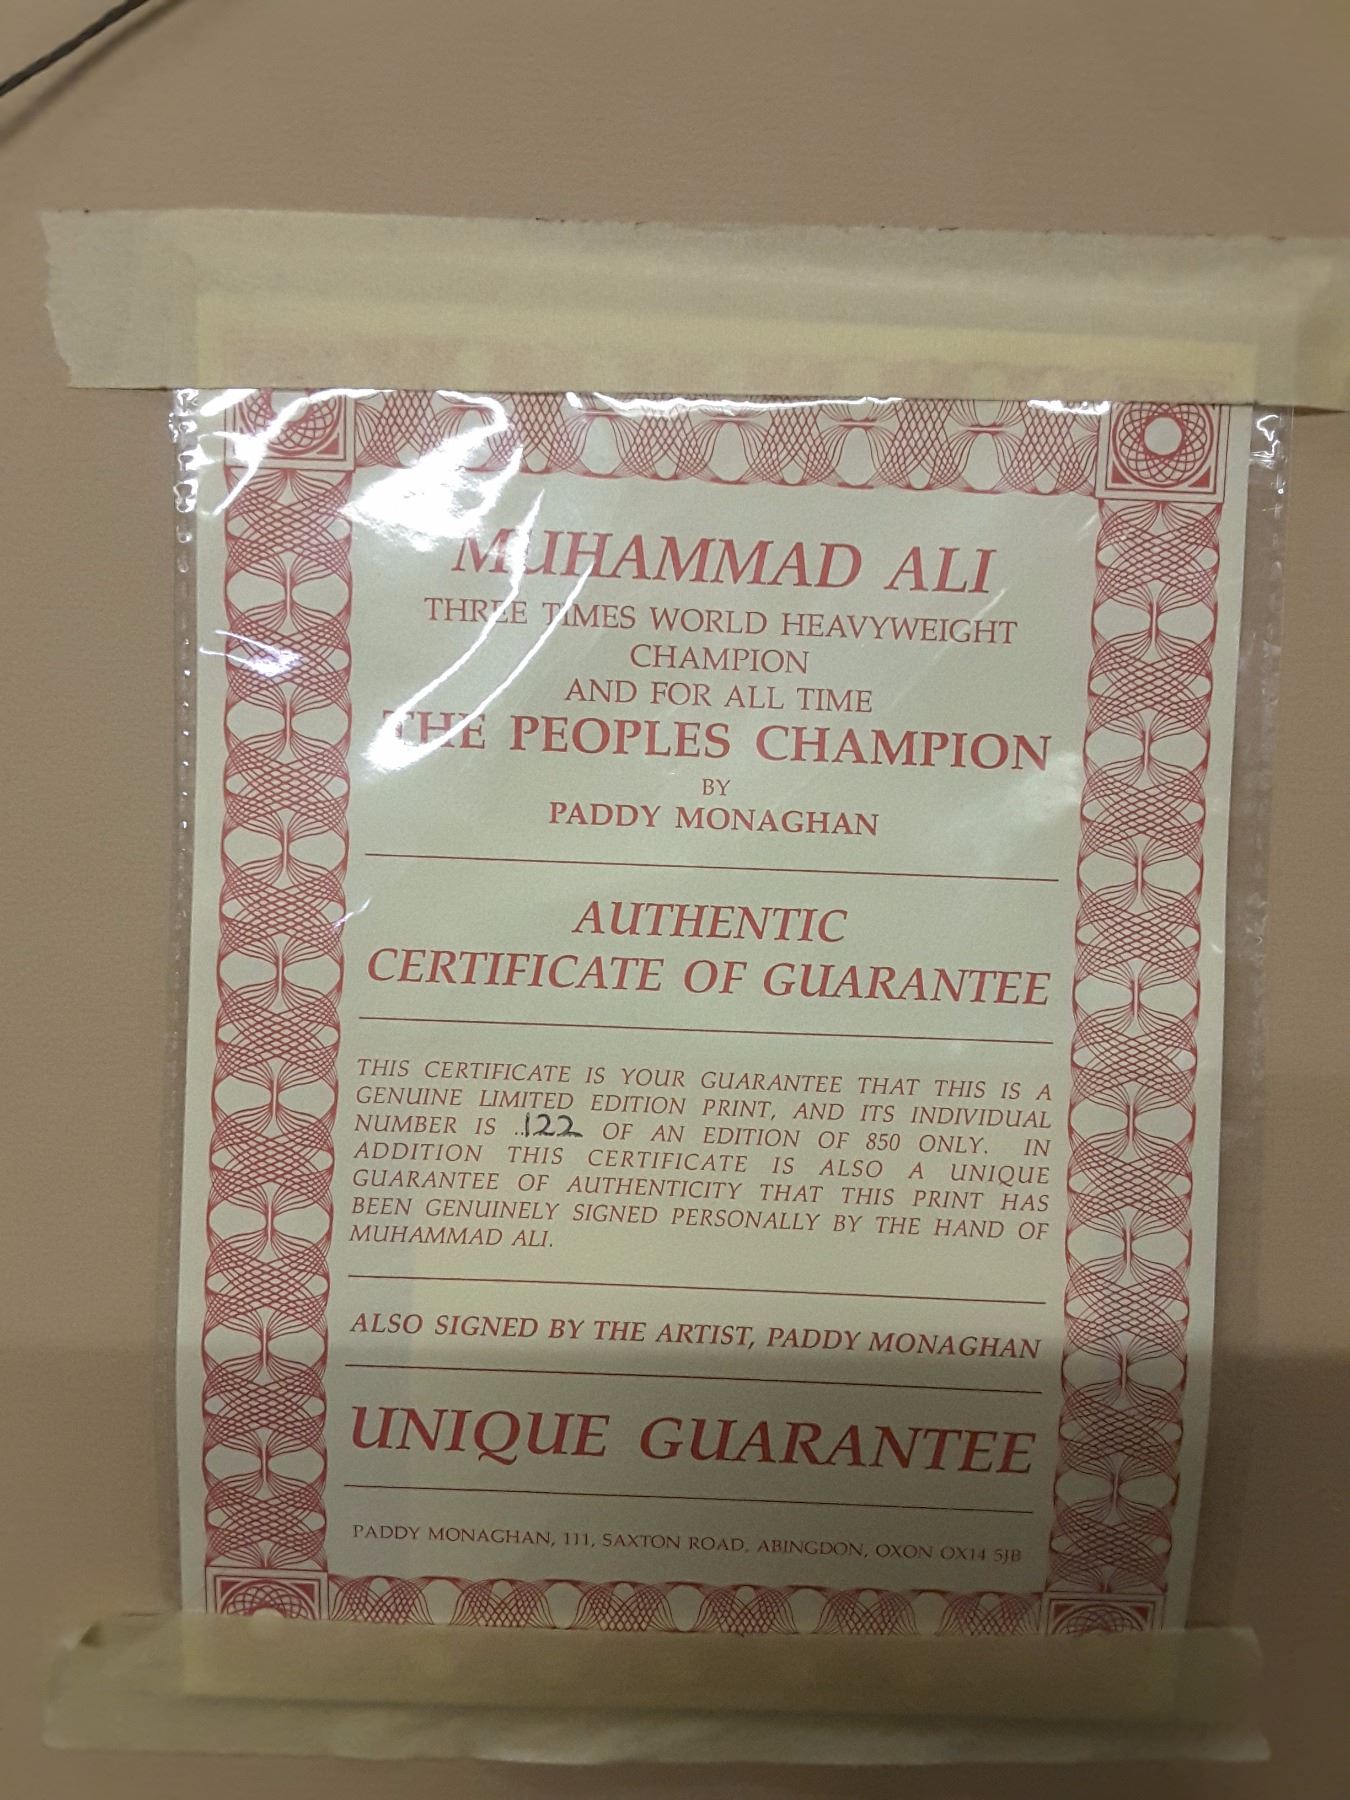 MUHAMMAD ALI
THREE TIMES WORLD HEAVYWEIGHT
CHAMPION
AND FOR ALL TIME
THE PEOPLES CHAMPION
BY
PADDY MONAGHAN
AUTHENTIC
CERTIFICATE OF GUARANTEE
THIS CERTIFICATE IS YOUR GUARANTEE THAT THIS IS A
GENUINE LIMITED EDITION PRINT, AND ITS INDIVIDUAL
NUMBER IS ..122 OF AN EDITION OF 850 ONLY. IN
ADDITION THIS CERTIFICATE IS ALSO A UNIQUE
GUARANTEE OF AUTHENTICITY THAT THIS PRINT HAS
BEEN GENUINELY SIGNED PERSONALLY BY THE HAND OF
MUHAMMAD ALI.
ALSO SIGNED BY THE ARTIST, PADDY MONAGHAN
UNIQUE GUARANTEE
PADDY MONAGHAN, 111, SAXTON ROAD, ABINGDON, OXON OX14 5JB